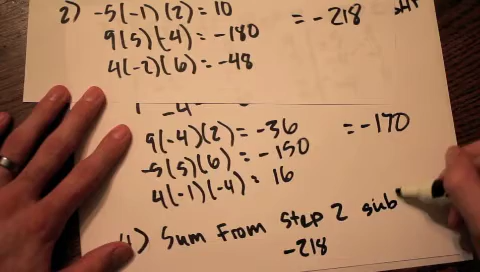 2) -5(-1)(2) = 10
9(5)(-4) = -180 = -218
4(-2)(6) = -48
-4
9(-4)(2) = -36 = -170
-5(5)(6) = -150
4(-1)(-4) = 16
4) Sum From Step 2 sub
-218